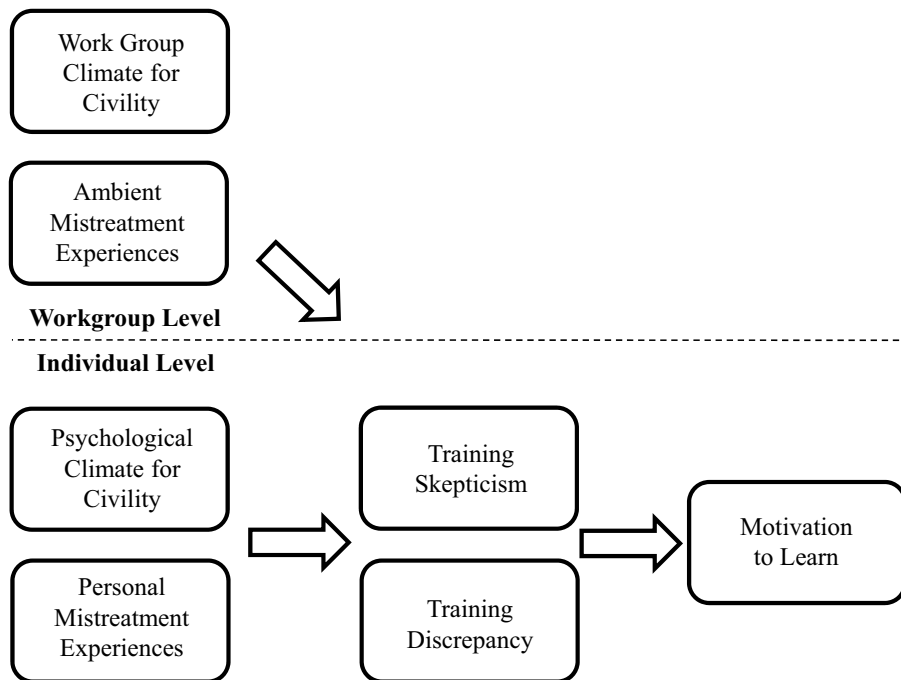 Work Group
Climate for
Civility
Ambient
Mistreatment
Experiences
Workgroup Level
Individual Level
Psychological
Climate for
Civility
Training
Skepticism
Motivation
to Learn
Personal
Mistreatment
Experiences
Training
Discrepancy